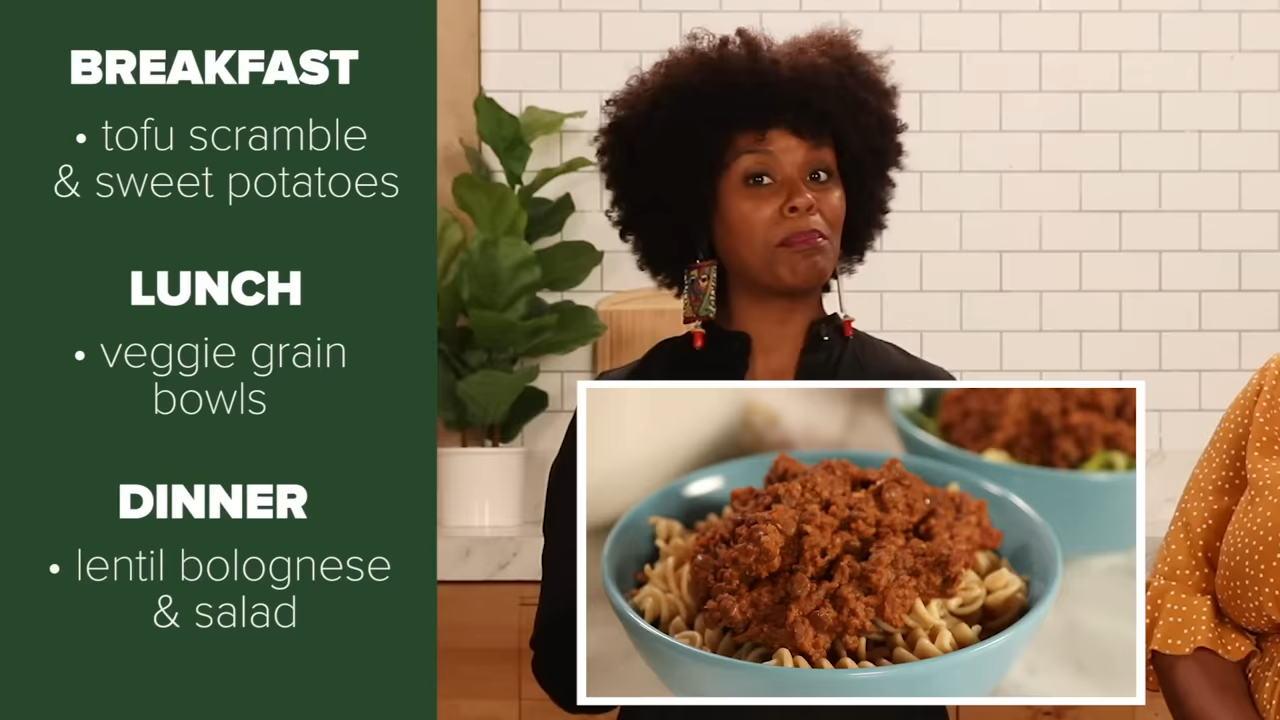 BREAKFAST
• tofu scramble
& sweet potatoes
LUNCH
• veggie grain
bowls
DINNER
• lentil bolognese
& salad